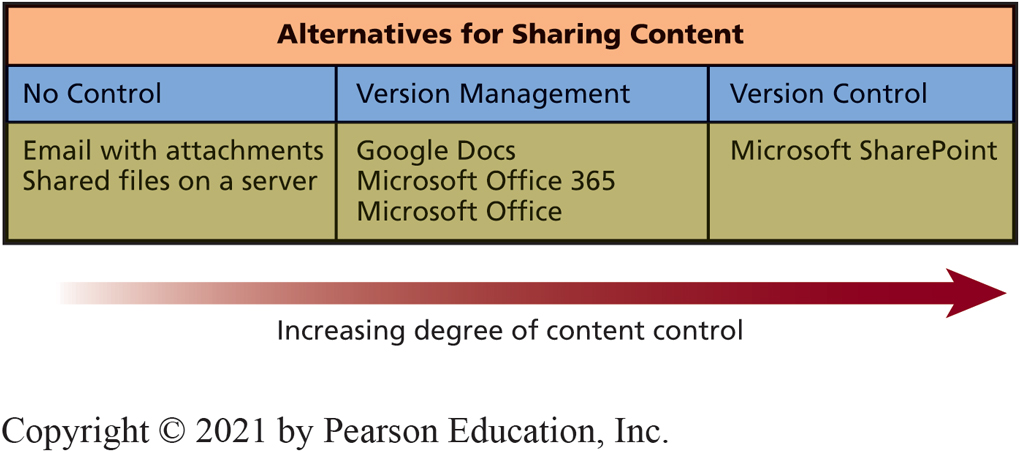 Alternatives for Sharing Content
No Control
Version Management
Version Control
Email with attachments
Shared files on a server
Google Docs
Microsoft Office 365
Microsoft Office
Microsoft SharePoint
Increasing degree of content control
Copyright © 2021 by Pearson Education, Inc.